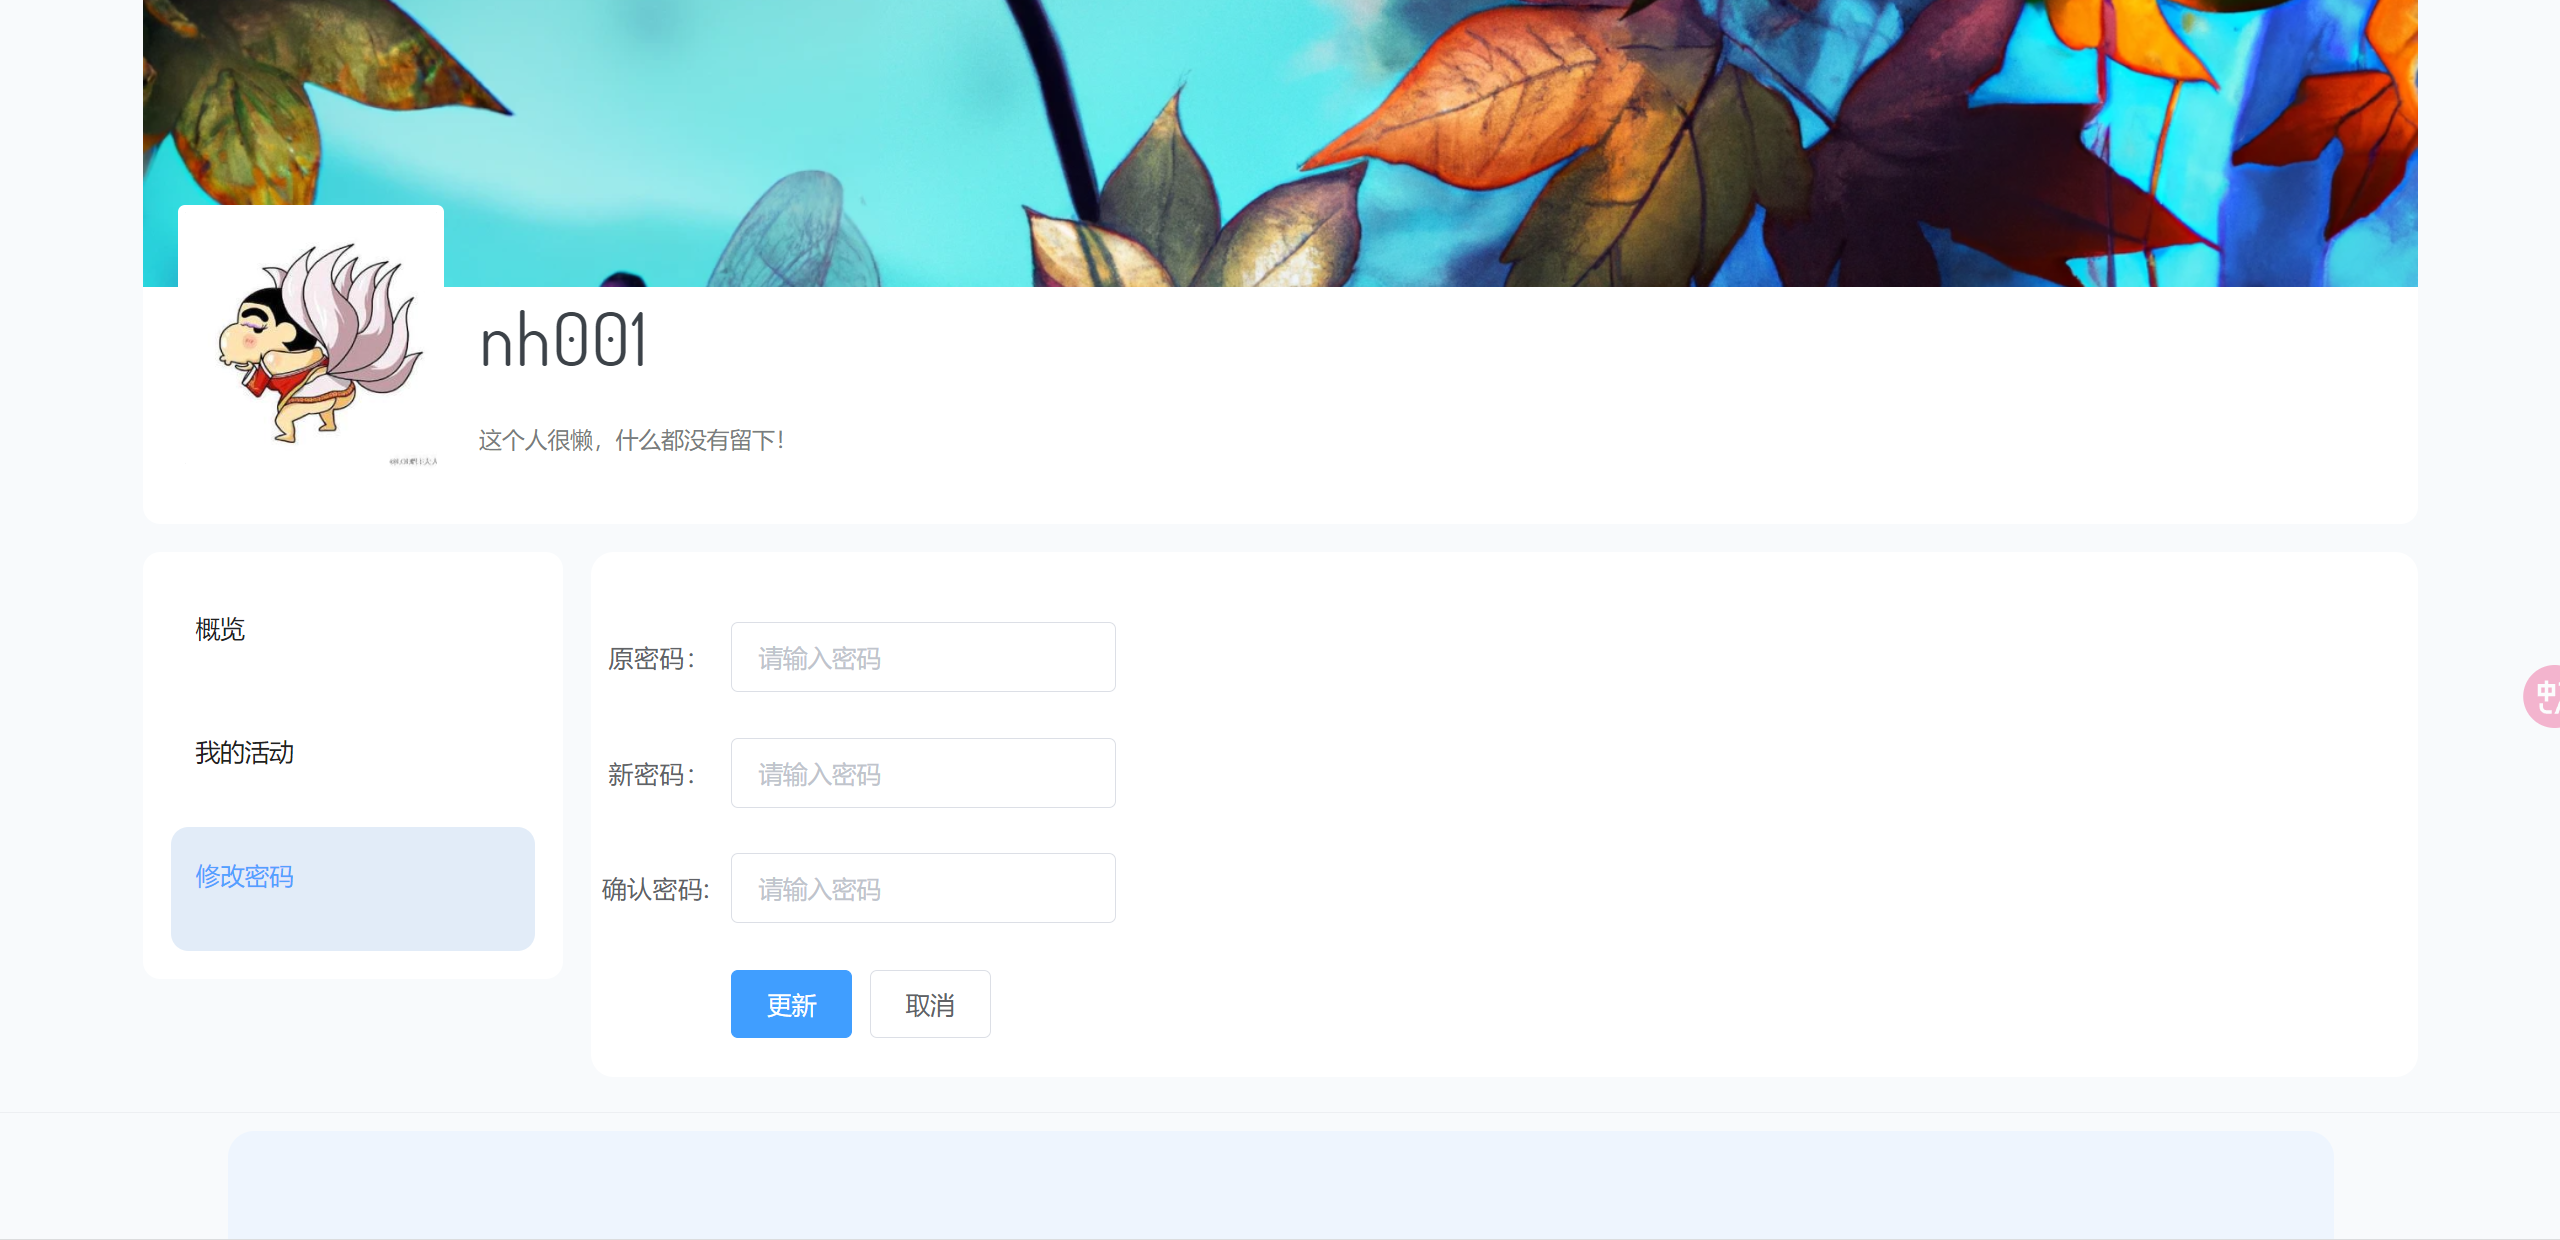 nh001
这个人很懒，什么都没有留下！
概览
我的活动
修改密码
原密码：
请输入密码
新密码：
请输入密码
确认密码:
请输入密码
更新
取消
中